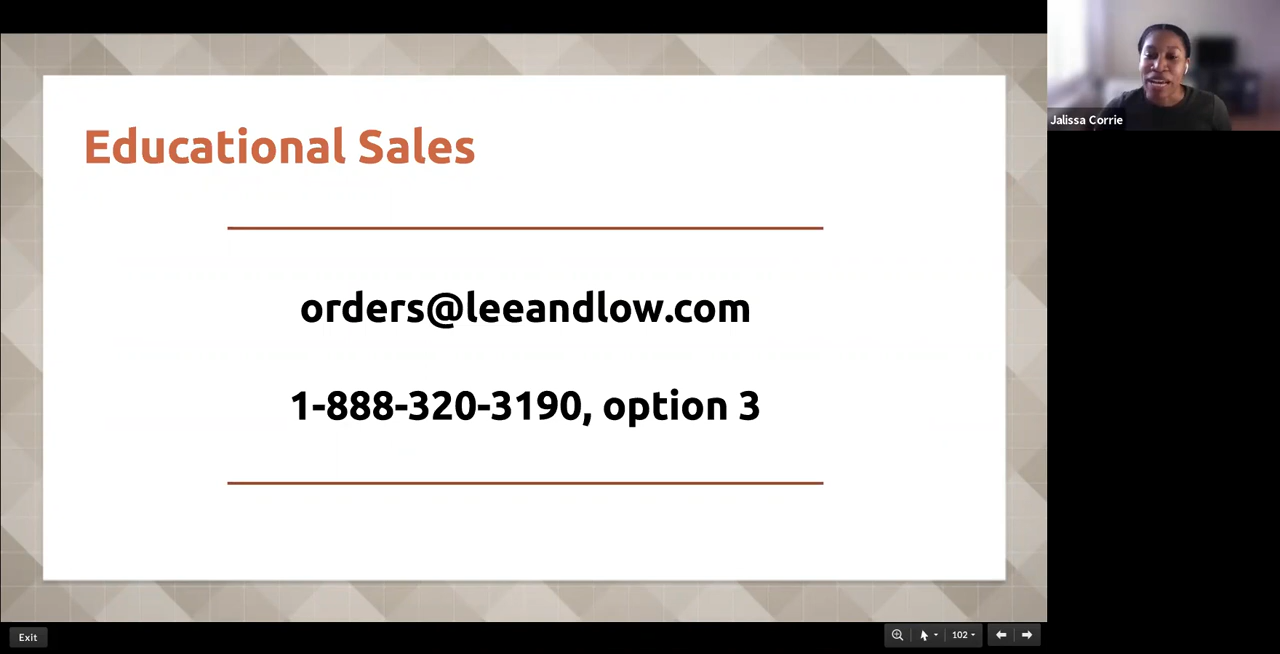 Educational Sales
orders@leeandlow.com
1-888-320-3190, option 3
Jalissa Corrie
Exit
102